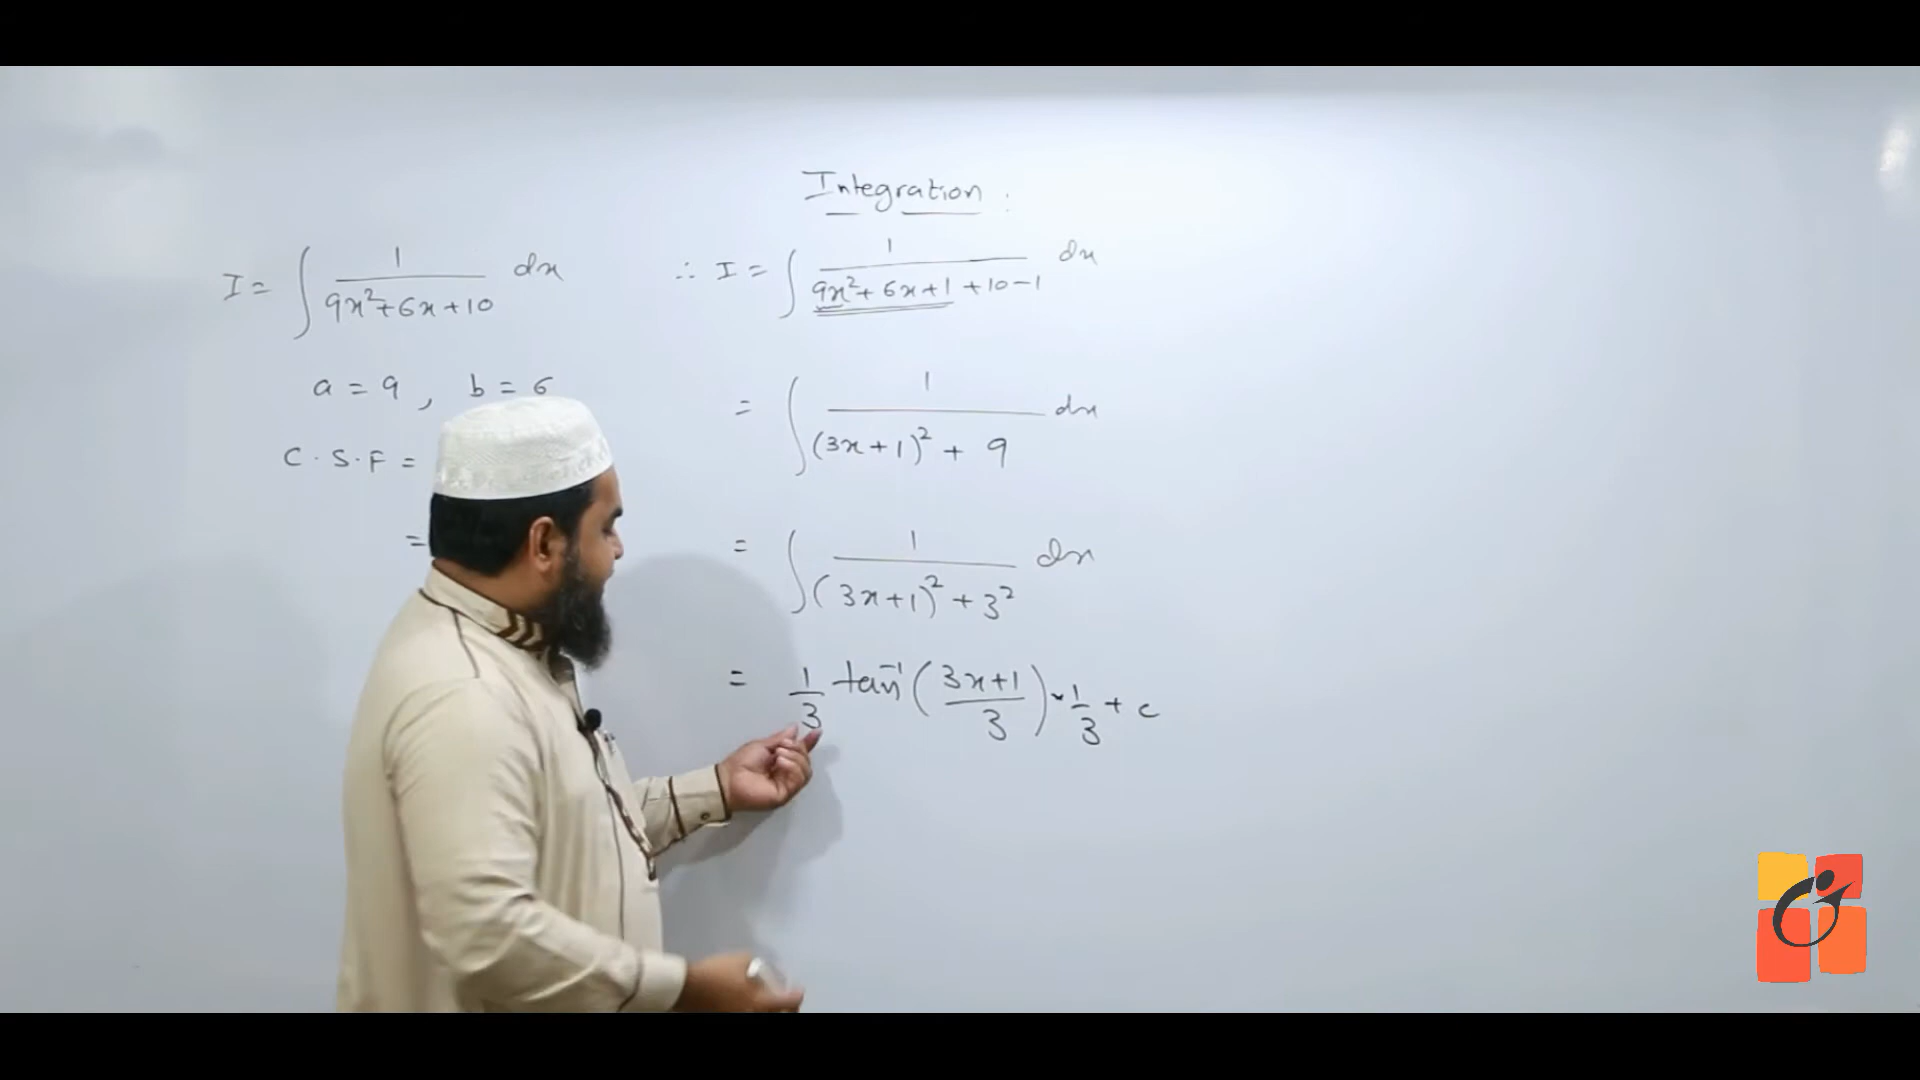 Integration :
I = ∫ 1/(9x²+6x+10) dx
a = 9 , b = 6
C.S.F =
=
∴ I = ∫ 1/(9x²+6x+1+10-1) dx
= ∫ 1/((3x+1)² + 9) dx
= ∫ 1/((3x+1)² + 3²) dx
= 1/3 tan⁻¹ ((3x+1)/3) · 1/3 + c